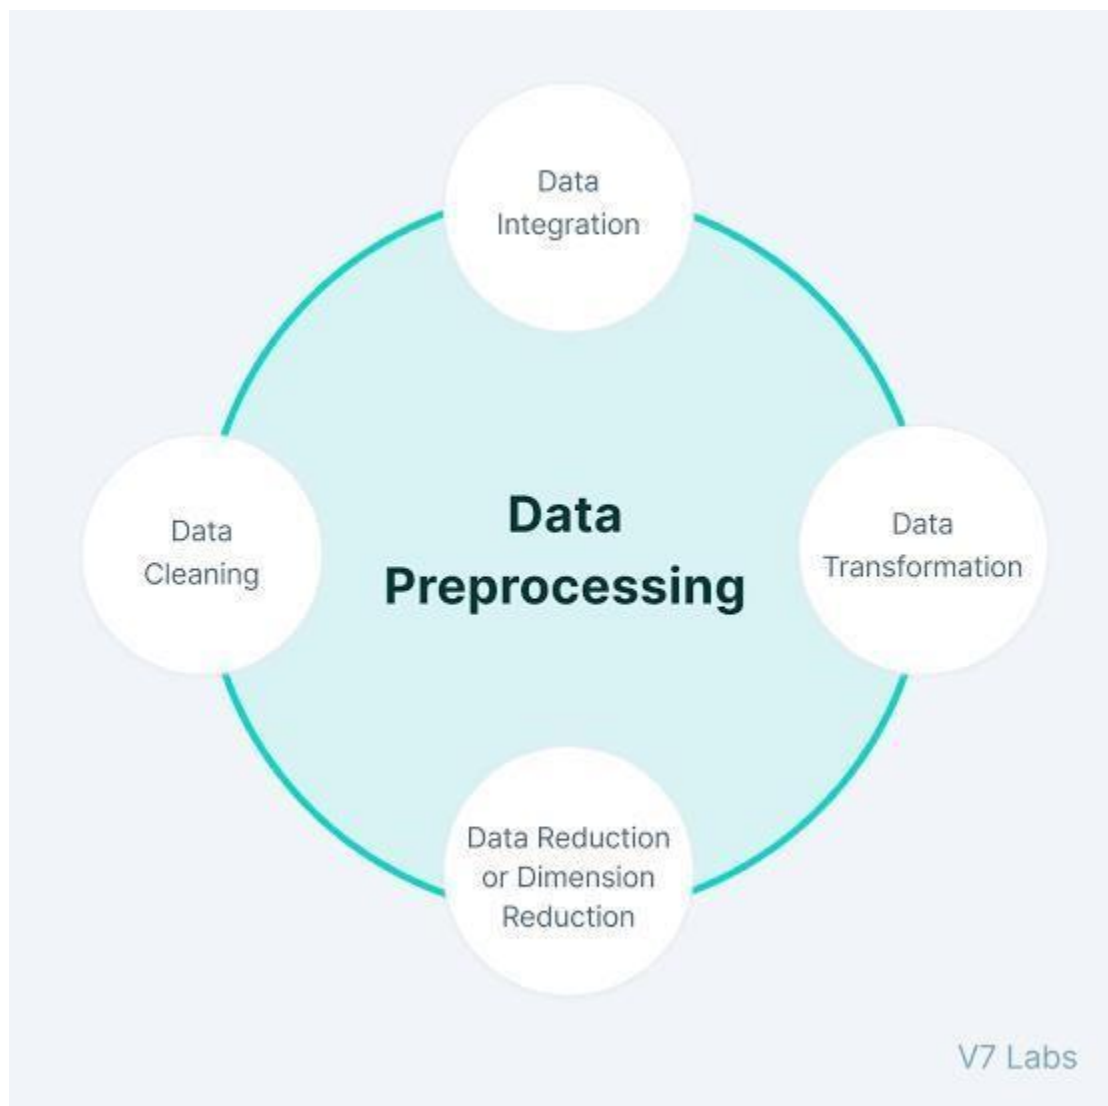 Data
Integration
Data
Cleaning
Data
Preprocessing
Data
Transformation
Data Reduction
or Dimension
Reduction
V7 Labs